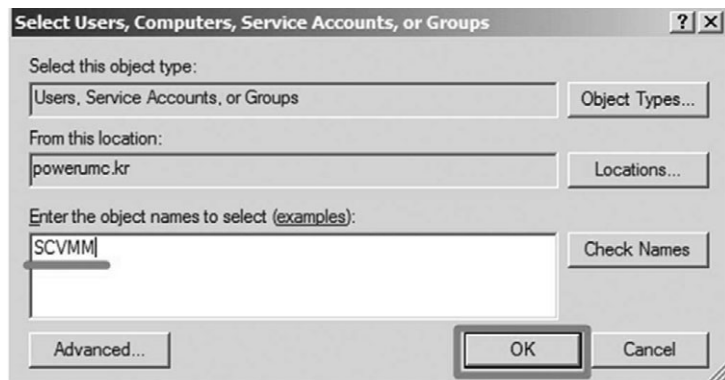 Select Users, Computers, Service Accounts, or Groups
Select this object type:
Users, Service Accounts, or Groups
Object Types...
From this location:
powerumc.kr
Locations...
Enter the object names to select (examples):
SCVMM
Check Names
Advanced...
OK
Cancel